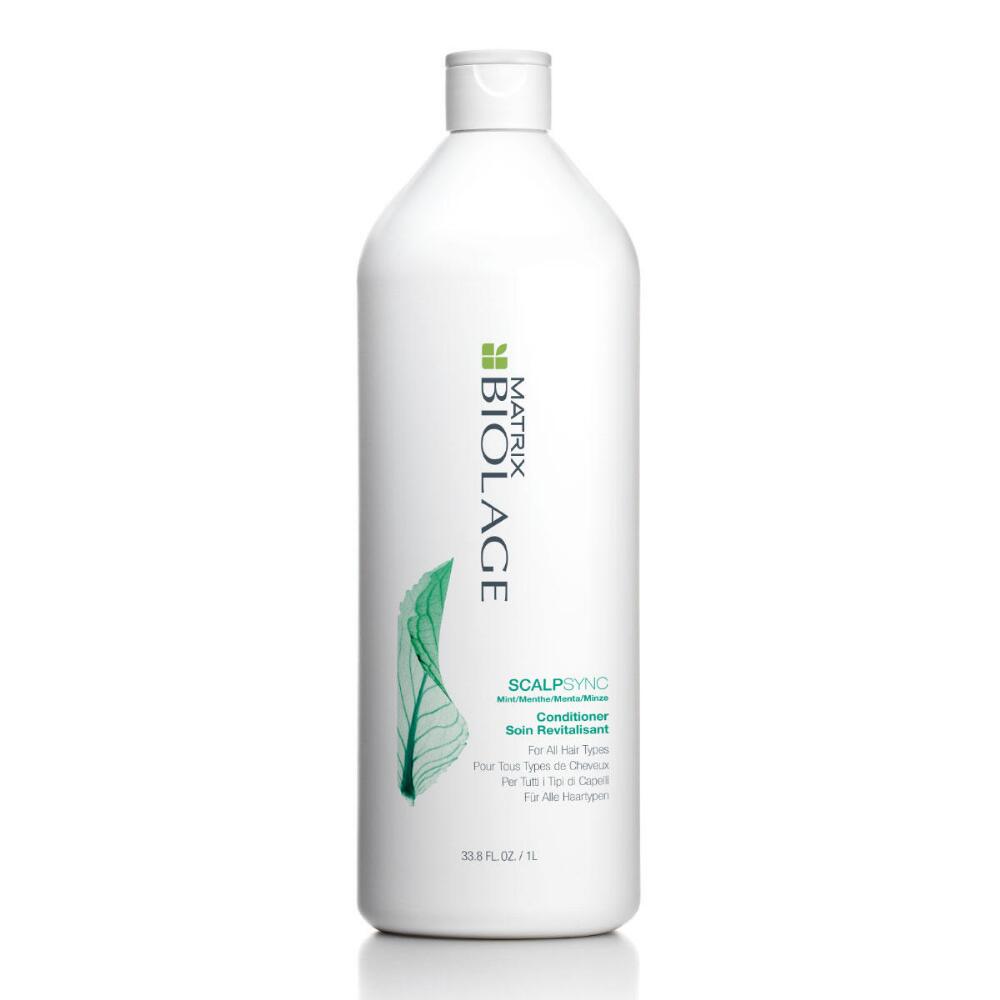 MATRIX
BIOLAGE
SCALPSYNC
Mint/Menthe/Menta/Minze
Conditioner
Soin Revitalisant
For All Hair Types
Pour Tous Types de Cheveux
Per Tutti i Tipi di Capelli
Für Alle Haartypen
33.8 FL. OZ. / 1L